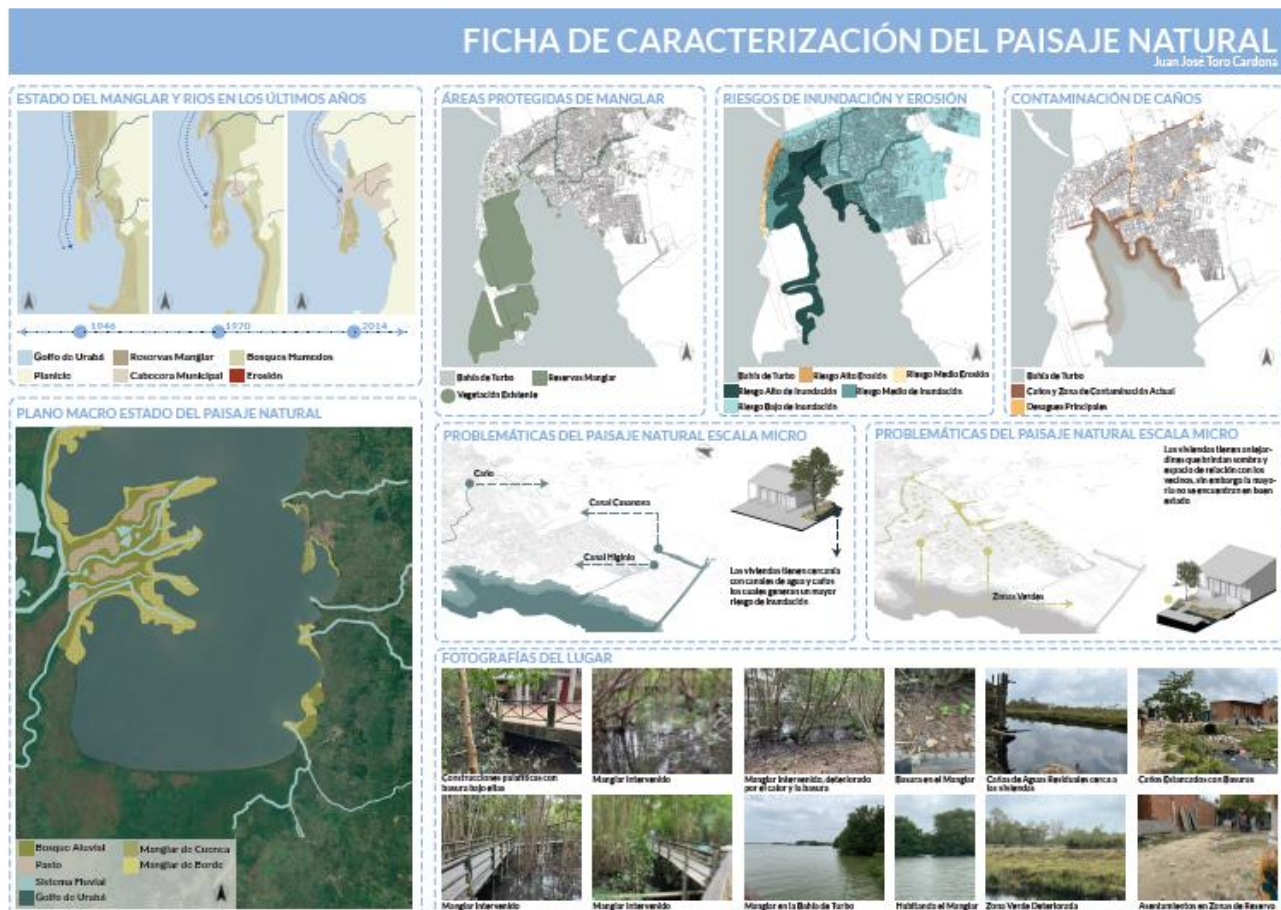 FICHA DE CARACTERIZACIÓN DEL PAISAJE NATURAL
Juan José Toro Cardona
ESTADO DEL MANGLAR Y RIOS EN LOS ÚLTIMOS AÑOS
1946
1970
2014
Golfo de Urabá
Reservas Manglar
Bosques Humedos
Planicie
Cabecera Municipal
Erosión
ÁREAS PROTEGIDAS DE MANGLAR
Bahía de Turbo
Reservas Manglar
Vegetación Existente
RIESGOS DE INUNDACIÓN Y EROSIÓN
Bahía de Turbo
Riesgo Alto Erosión
Riesgo Medio Erosión
Riesgo Alto de Inundación
Riesgo Medio de Inundación
Riesgo Bajo de Inundación
CONTAMINACIÓN DE CAÑOS
Bahía de Turbo
Caños y Zona de Contaminación Actual
Desagues Principales
PLANO MACRO ESTADO DEL PAISAJE NATURAL
Bosque Aluvial
Manglar de Cuenca
Pasto
Manglar de Borde
Sistema Fluvial
Golfo de Urabá
PROBLEMÁTICAS DEL PAISAJE NATURAL ESCALA MICRO
Caño
Canal Casanova
Canal Higinio
Las viviendas tienen cercanía
con canales de agua y caños
los cuales generan un mayor
riesgo de inundación
PROBLEMÁTICAS DEL PAISAJE NATURAL ESCALA MICRO
Las viviendas tienen antejar-
dines que brindan sombra y
espacio de relación con los
vecinos, sin embargo la mayo-
ria no se encuentran en buen
estado
Zonas Verdes
FOTOGRAFÍAS DEL LUGAR
Construcciones palafíticas con
basura bajo ellas
Manglar Intervenido
Manglar Intervenido, deteriorado
por el calor y la basura
Basura en el Manglar
Caños de Aguas Residuales cerca a
las viviendas
Caños Estancados con Basuras
Manglar Intervenido
Manglar Intervenido
Manglar en la Bahía de Turbo
Habitando el Manglar
Zona Verde Deteriorada
Asentamientos en Zonas de Reserva